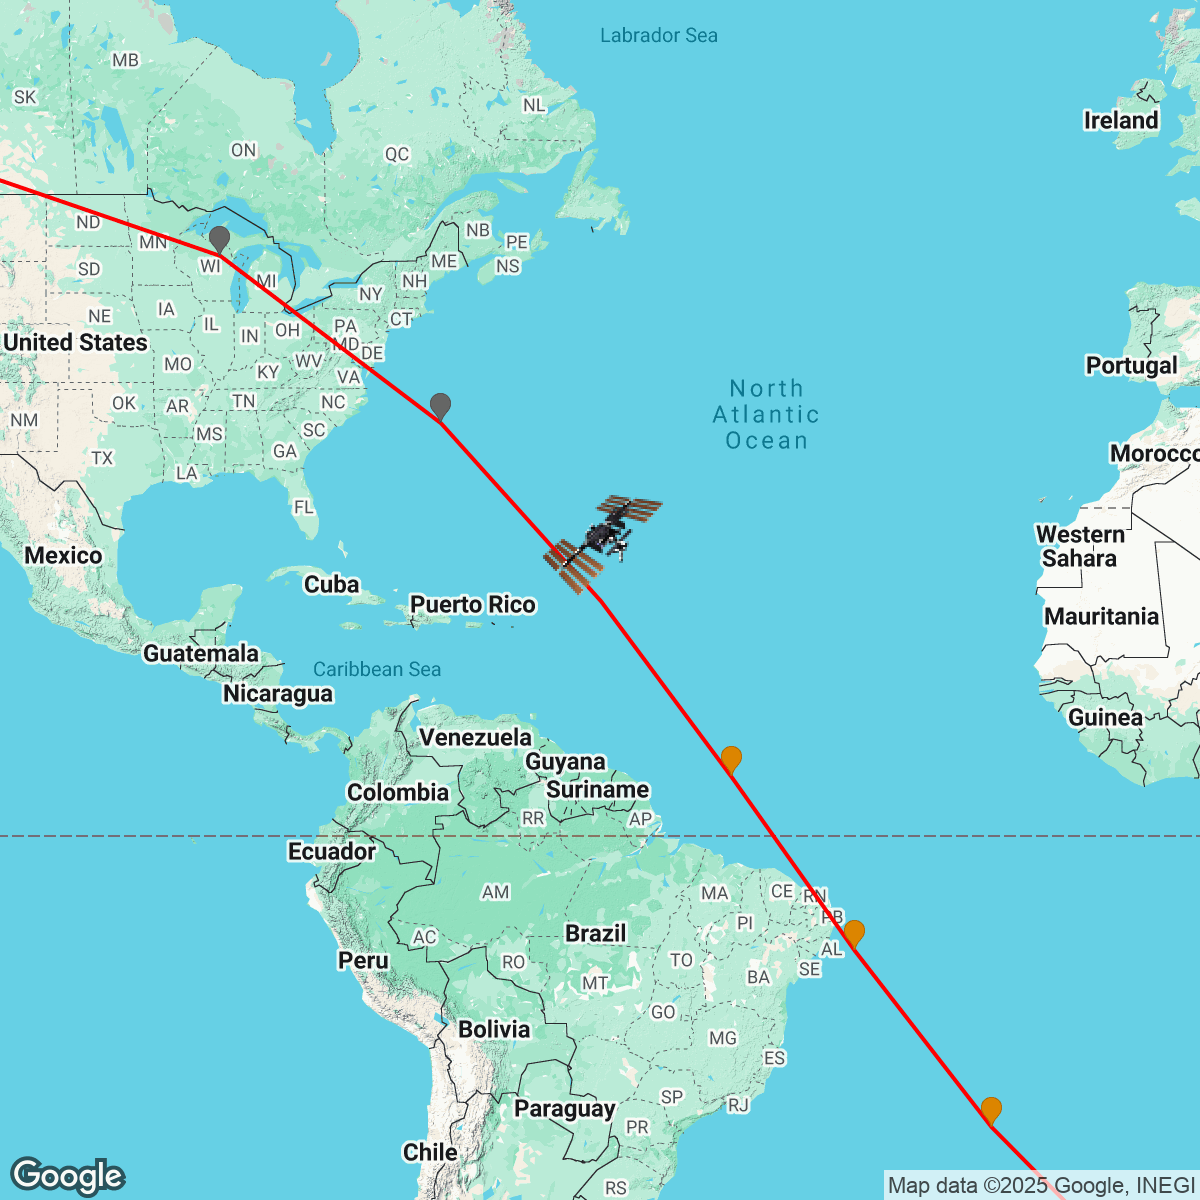 Labrador Sea
MB
SK
NL
Ireland
ON
QC
ND
MN
NB
PE
WI
ME
NS
SD
MI
NH
NY
NE
IA
IL
CT
PA
OH
IN
MD
United States
DE
WV
MO
KY
VA
Portugal
North
Atlantic
Ocean
OK
AR
TN
NC
NM
MS
SC
GA
TX
LA
Morocco
FL
Western
Sahara
Mexico
Cuba
Puerto Rico
Mauritania
Guatemala
Caribbean Sea
Nicaragua
Guinea
Venezuela
Guyana
Colombia
Suriname
RR
AP
Ecuador
AM
MA
CE
RN
PB
PI
Brazil
AC
AL
Peru
RO
TO
SE
MT
BA
GO
Bolivia
MG
ES
SP
RJ
Paraguay
PR
Chile
Google
RS
Map data ©2025 Google, INEGI